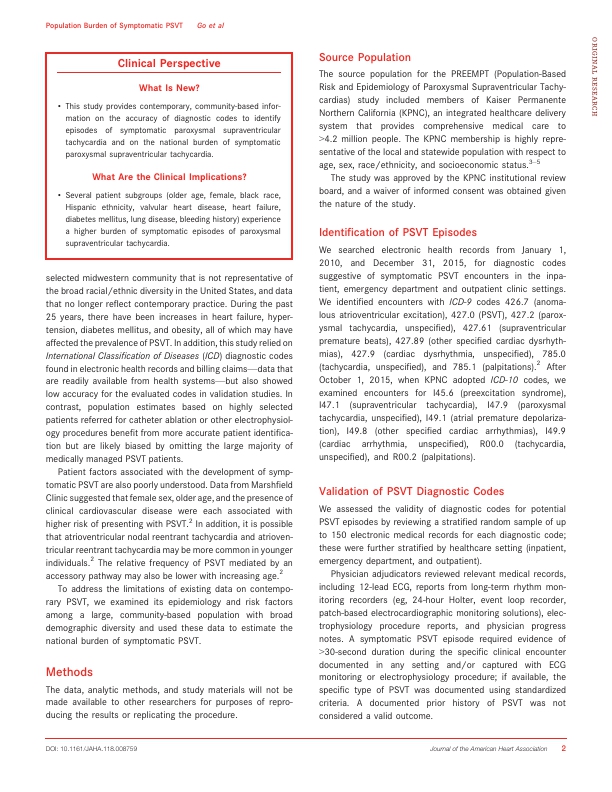 Population Burden of Symptomatic PSVT Go et al
ORIGINAL RESEARCH
Clinical Perspective
What Is New?
• This study provides contemporary, community-based infor-
mation on the accuracy of diagnostic codes to identify
episodes of symptomatic paroxysmal supraventricular
tachycardia and on the national burden of symptomatic
paroxysmal supraventricular tachycardia.
What Are the Clinical Implications?
• Several patient subgroups (older age, female, black race,
Hispanic ethnicity, valvular heart disease, heart failure,
diabetes mellitus, lung disease, bleeding history) experience
a higher burden of symptomatic episodes of paroxysmal
supraventricular tachycardia.
selected midwestern community that is not representative of
the broad racial/ethnic diversity in the United States, and data
that no longer reflect contemporary practice. During the past
25 years, there have been increases in heart failure, hyper-
tension, diabetes mellitus, and obesity, all of which may have
affected the prevalence of PSVT. In addition, this study relied on
International Classification of Diseases (ICD) diagnostic codes
found in electronic health records and billing claims—data that
are readily available from health systems—but also showed
low accuracy for the evaluated codes in validation studies. In
contrast, population estimates based on highly selected
patients referred for catheter ablation or other electrophysiol-
ogy procedures benefit from more accurate patient identifica-
tion but are likely biased by omitting the large majority of
medically managed PSVT patients.
Patient factors associated with the development of symp-
tomatic PSVT are also poorly understood. Data from Marshfield
Clinic suggested that female sex, older age, and the presence of
clinical cardiovascular disease were each associated with
higher risk of presenting with PSVT.2 In addition, it is possible
that atrioventricular nodal reentrant tachycardia and atrioven-
tricular reentrant tachycardia may be more common in younger
individuals.2 The relative frequency of PSVT mediated by an
accessory pathway may also be lower with increasing age.2
To address the limitations of existing data on contempo-
rary PSVT, we examined its epidemiology and risk factors
among a large, community-based population with broad
demographic diversity and used these data to estimate the
national burden of symptomatic PSVT.
Methods
The data, analytic methods, and study materials will not be
made available to other researchers for purposes of repro-
ducing the results or replicating the procedure.
Source Population
The source population for the PREEMPT (Population-Based
Risk and Epidemiology of Paroxysmal Supraventricular Tachy-
cardias) study included members of Kaiser Permanente
Northern California (KPNC), an integrated healthcare delivery
system that provides comprehensive medical care to
>4.2 million people. The KPNC membership is highly repre-
sentative of the local and statewide population with respect to
age, sex, race/ethnicity, and socioeconomic status.3–5
The study was approved by the KPNC institutional review
board, and a waiver of informed consent was obtained given
the nature of the study.
Identification of PSVT Episodes
We searched electronic health records from January 1,
2010, and December 31, 2015, for diagnostic codes
suggestive of symptomatic PSVT encounters in the inpa-
tient, emergency department and outpatient clinic settings.
We identified encounters with ICD-9 codes 426.7 (anoma-
lous atrioventricular excitation), 427.0 (PSVT), 427.2 (parox-
ysmal tachycardia, unspecified), 427.61 (supraventricular
premature beats), 427.89 (other specified cardiac dysrhyth-
mias), 427.9 (cardiac dysrhythmia, unspecified), 785.0
(tachycardia, unspecified), and 785.1 (palpitations).2 After
October 1, 2015, when KPNC adopted ICD-10 codes, we
examined encounters for I45.6 (preexcitation syndrome),
I47.1 (supraventricular tachycardia), I47.9 (paroxysmal
tachycardia, unspecified), I49.1 (atrial premature depolariza-
tion), I49.8 (other specified cardiac arrhythmias), I49.9
(cardiac arrhythmia, unspecified), R00.0 (tachycardia,
unspecified), and R00.2 (palpitations).
Validation of PSVT Diagnostic Codes
We assessed the validity of diagnostic codes for potential
PSVT episodes by reviewing a stratified random sample of up
to 150 electronic medical records for each diagnostic code;
these were further stratified by healthcare setting (inpatient,
emergency department, and outpatient).
Physician adjudicators reviewed relevant medical records,
including 12-lead ECG, reports from long-term rhythm mon-
itoring recorders (eg, 24-hour Holter, event loop recorder,
patch-based electrocardiographic monitoring solutions), elec-
trophysiology procedure reports, and physician progress
notes. A symptomatic PSVT episode required evidence of
>30-second duration during the specific clinical encounter
documented in any setting and/or captured with ECG
monitoring or electrophysiology procedure; if available, the
specific type of PSVT was documented using standardized
criteria. A documented prior history of PSVT was not
considered a valid outcome.
DOI: 10.1161/JAHA.118.008759
Journal of the American Heart Association 2